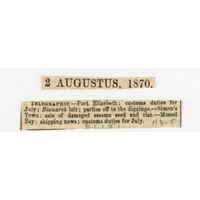 2 AUGUSTUS, 1870.
TELEGRAPHIC.—Port Elizabeth: customs duties for
July; Bismarck left; parties off to the diggings.—Simon's
Town: sale of damaged sesame seed and rice.—Mossel
Bay: shipping news; customs duties for July.